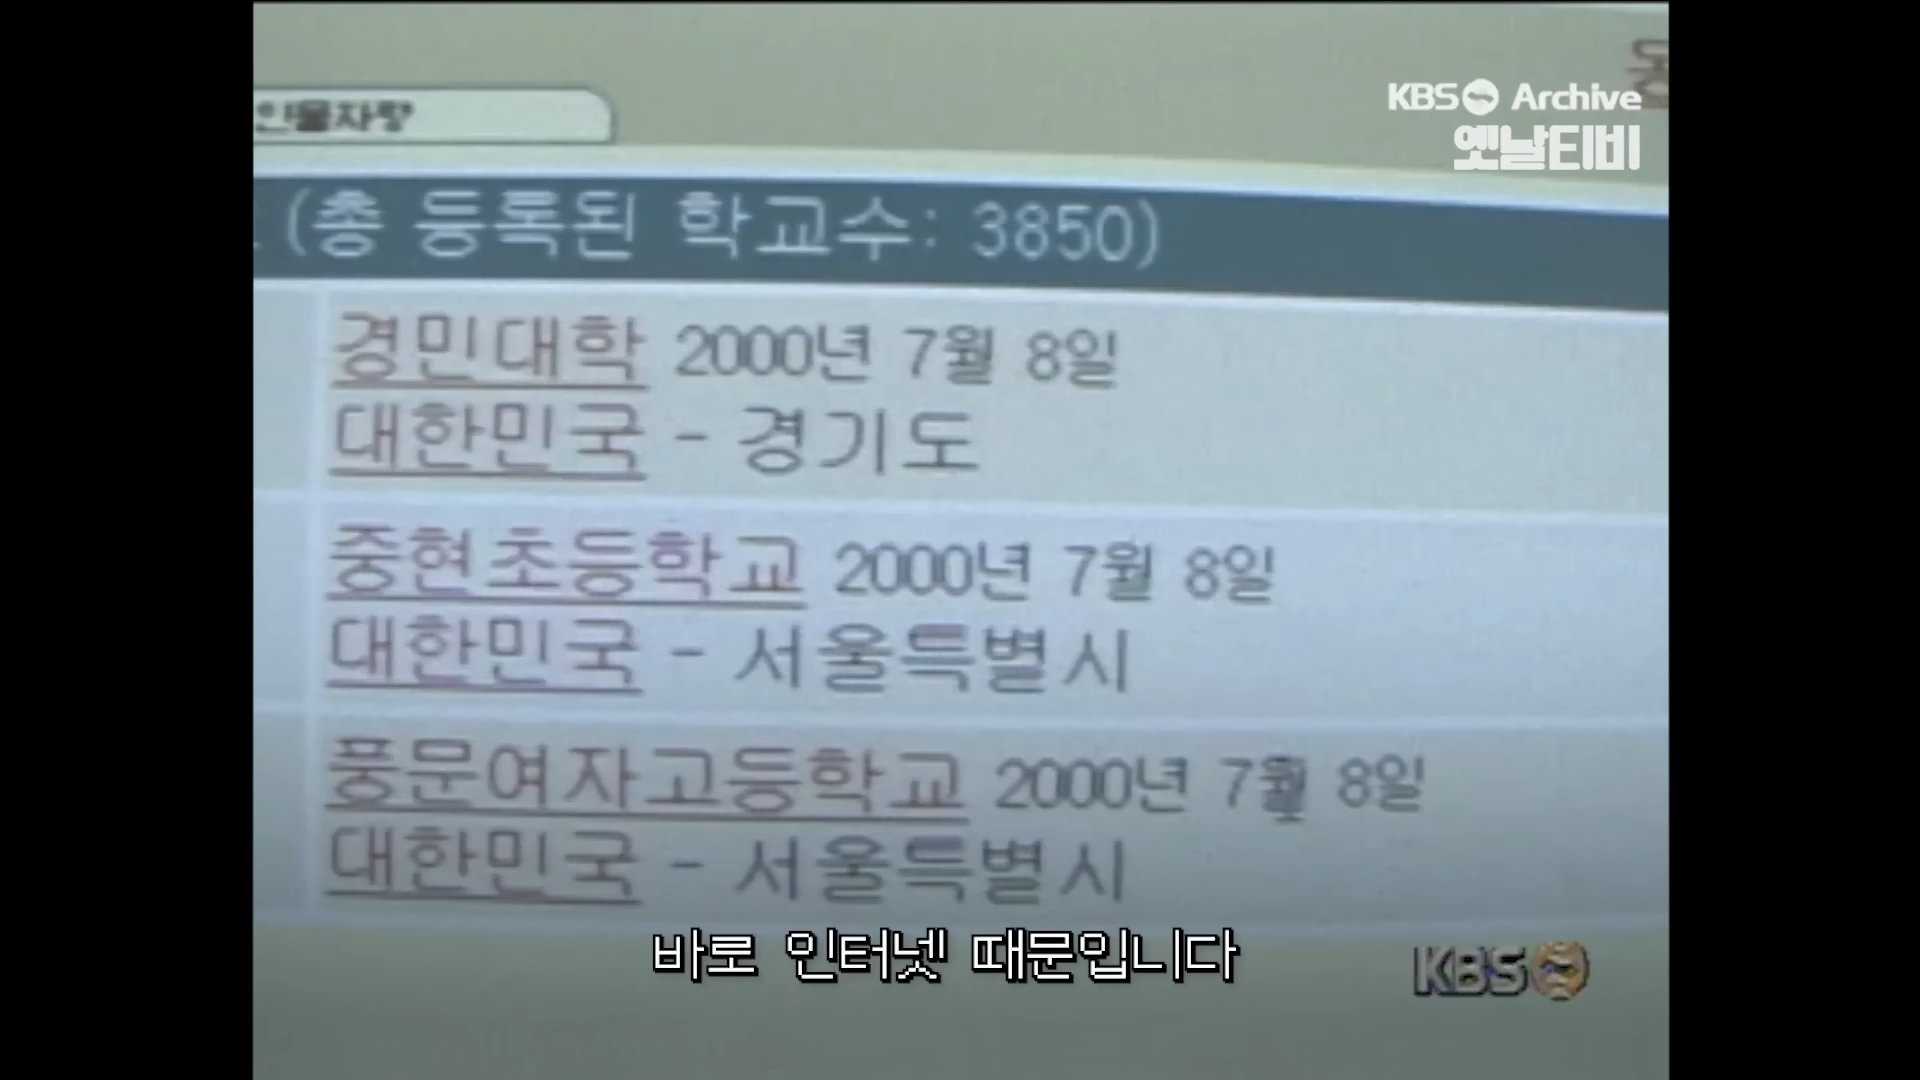 KBS Archive
옛날티비
인물자랑
(총 등록된 학교수: 3850)
경민대학 2000년 7월 8일
대한민국 - 경기도
중현초등학교 2000년 7월 8일
대한민국 - 서울특별시
풍문여자고등학교 2000년 7월 8일
대한민국 - 서울특별시
바로 인터넷 때문입니다
KBS